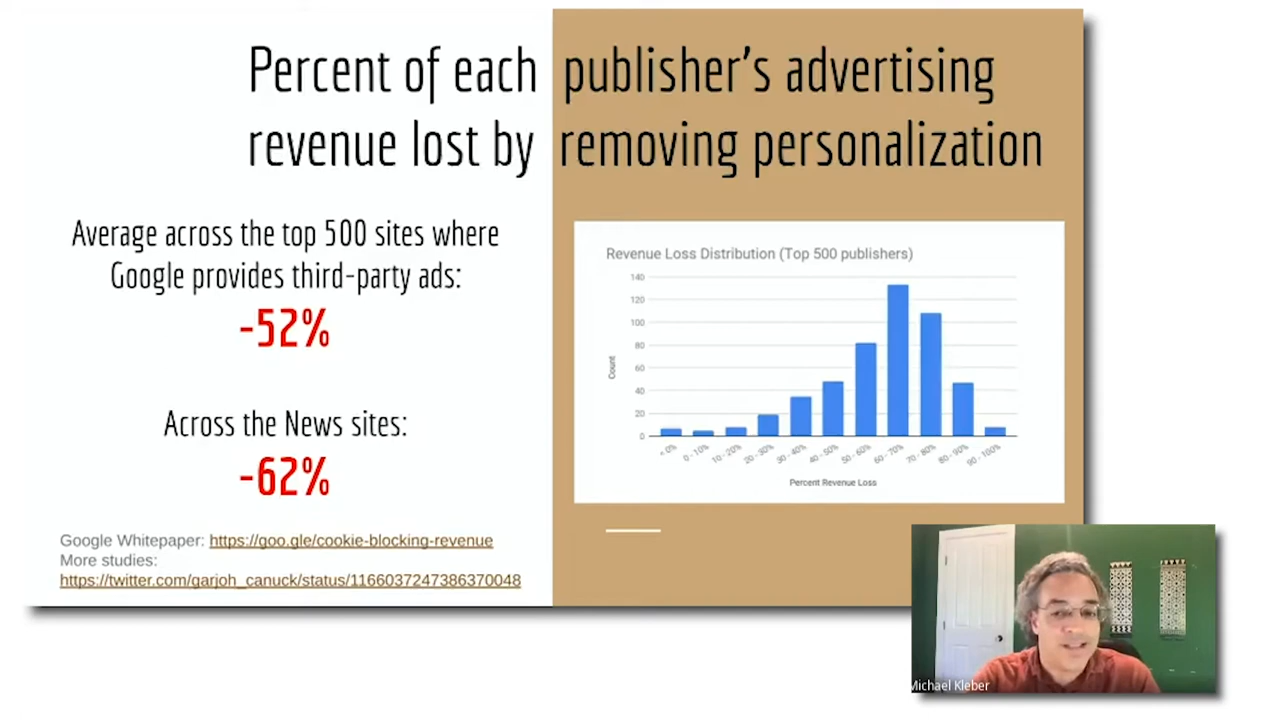 Percent of each publisher's advertising
revenue lost by removing personalization
Average across the top 500 sites where
Google provides third-party ads:
-52%
Across the News sites:
-62%
Google Whitepaper: https://goo.gle/cookie-blocking-revenue
More studies:
https://twitter.com/garjoh_canuck/status/1166037247386370048
Revenue Loss Distribution (Top 500 publishers)
140
120
100
80
60
40
20
0
Count
< 0%
0 - 10%
10 - 20%
20 - 30%
30 - 40%
40 - 50%
50 - 60%
60 - 70%
70 - 80%
80 - 90%
90 - 100%
Percent Revenue Loss
Michael Kleber